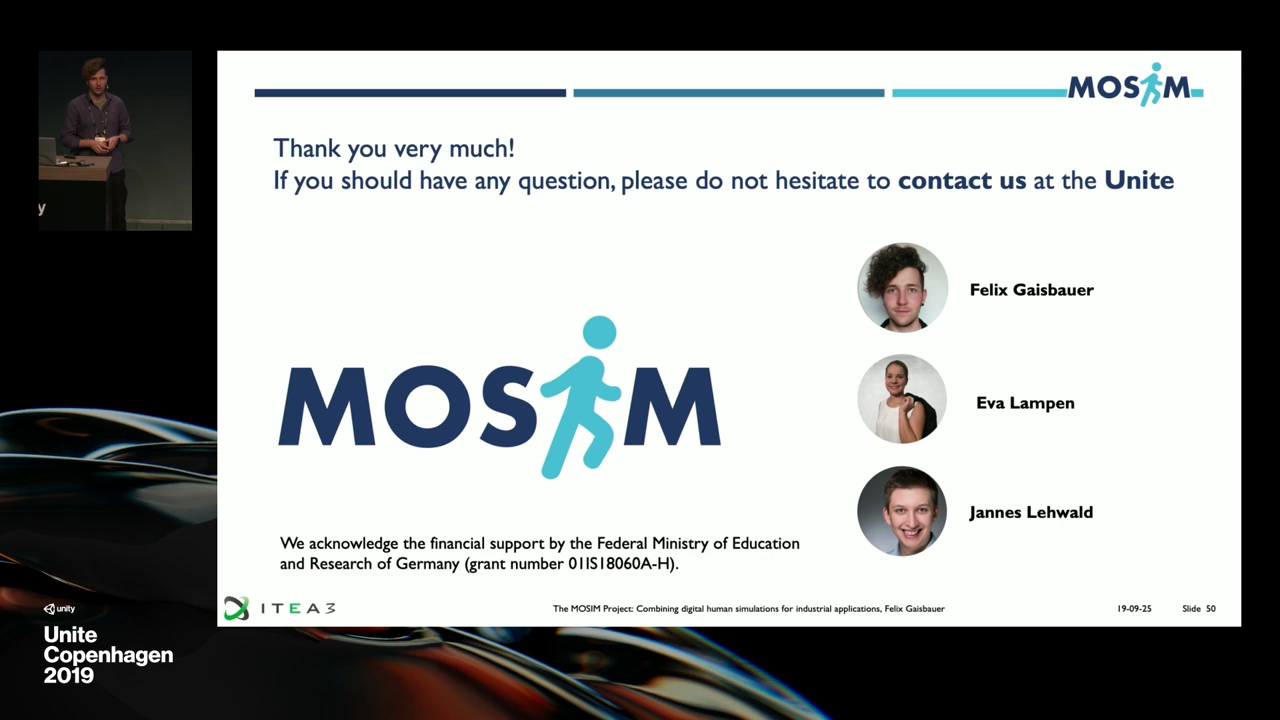 MOSIM
Thank you very much!
If you should have any question, please do not hesitate to contact us at the Unite
Felix Gaisbauer
MOSIM
Eva Lampen
Jannes Lehwald
We acknowledge the financial support by the Federal Ministry of Education
and Research of Germany (grant number 01IS18060A-H).
ITEA3
The MOSIM Project: Combining digital human simulations for industrial applications, Felix Gaisbauer
19-09-25
Slide 50
y
unity
Unite
Copenhagen
2019